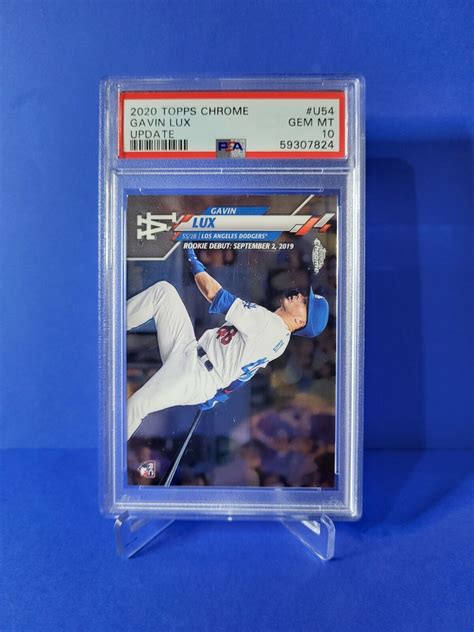 2020 TOPPS CHROME #U54
GAVIN LUX GEM MT
UPDATE PSA 10
59307824
GAVIN
LUX
SS/2B | LOS ANGELES DODGERS®
ROOKIE DEBUT: SEPTEMBER 2, 2019
RC